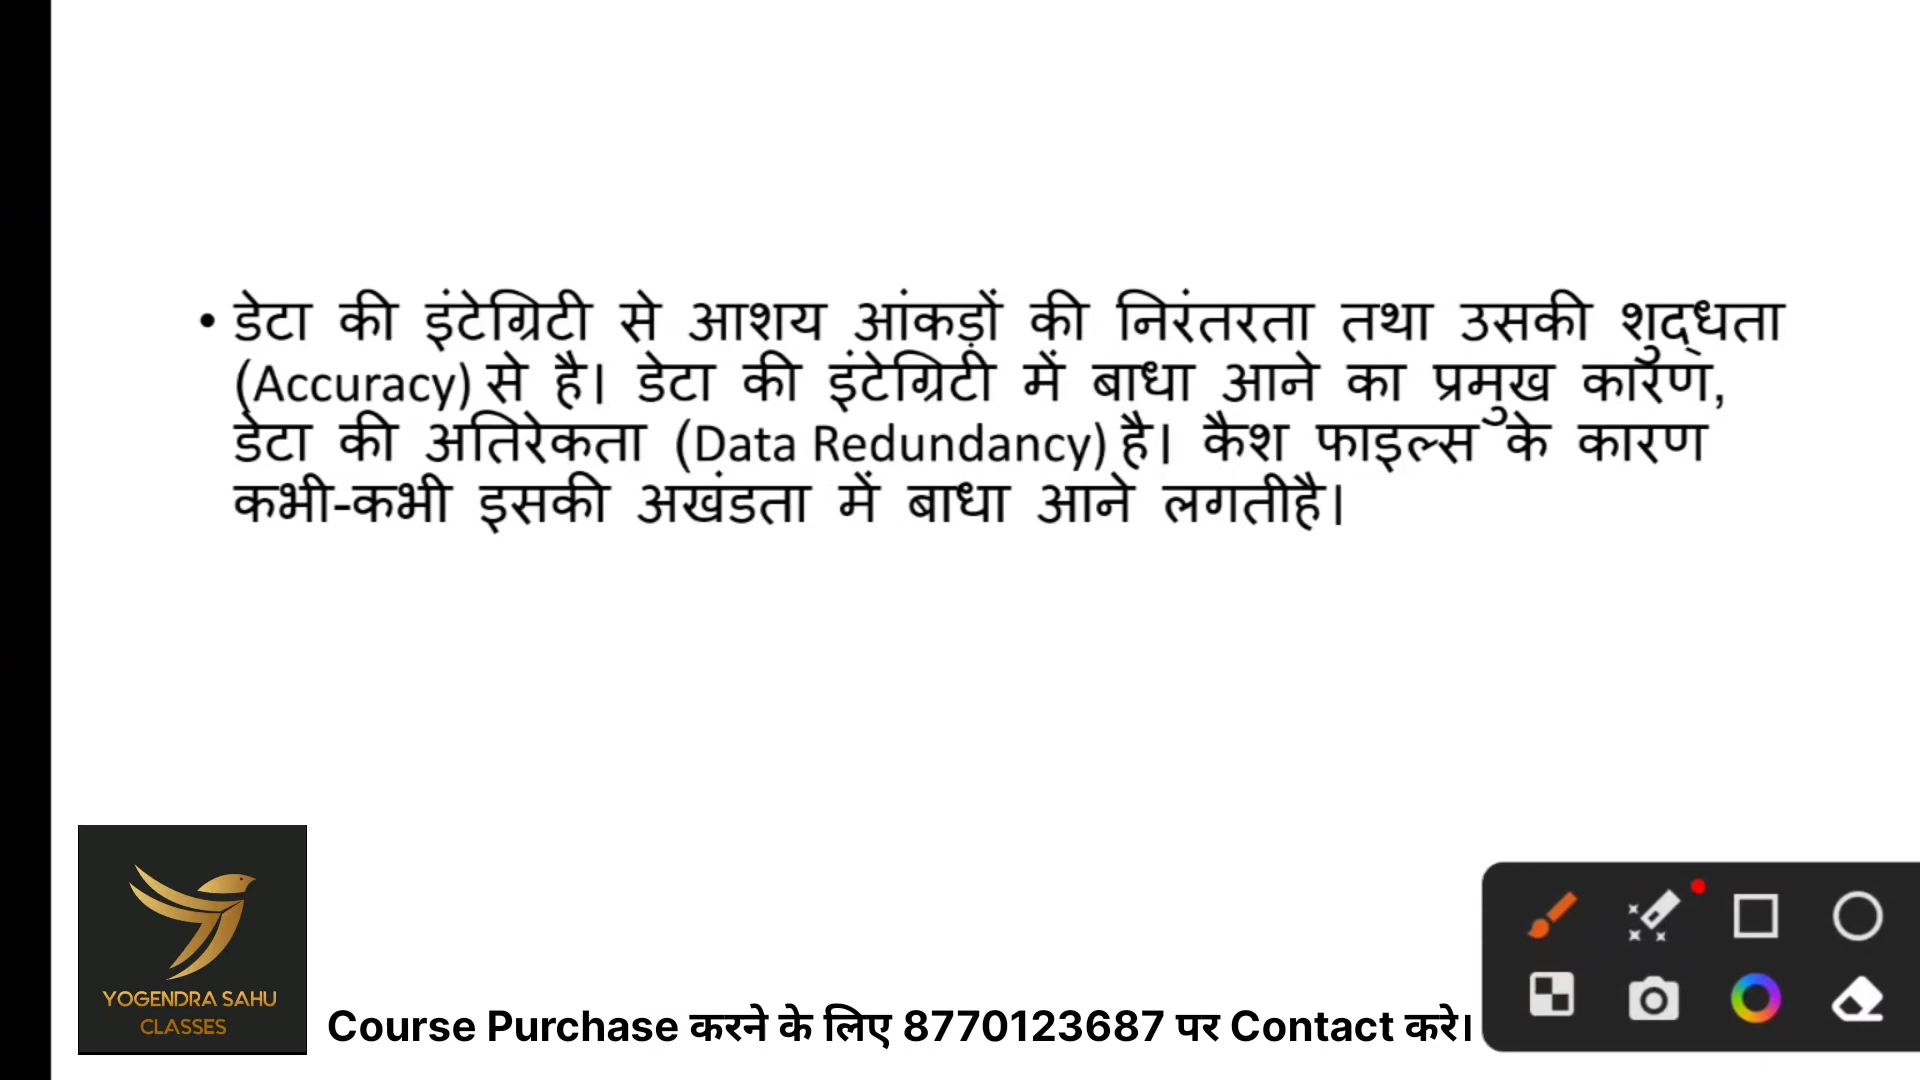 • डेटा की इंटेग्रिटी से आशय आंकड़ों की निरंतरता तथा उसकी शुद्धता
(Accuracy) से है। डेटा की इंटेग्रिटी में बाधा आने का प्रमुख कारण,
डेटा की अतिरेकता (Data Redundancy) है। कैश फाइल्स के कारण
कभी-कभी इसकी अखंडता में बाधा आने लगतीहै।
YOGENDRA SAHU
CLASSES
Course Purchase करने के लिए 8770123687 पर Contact करे।